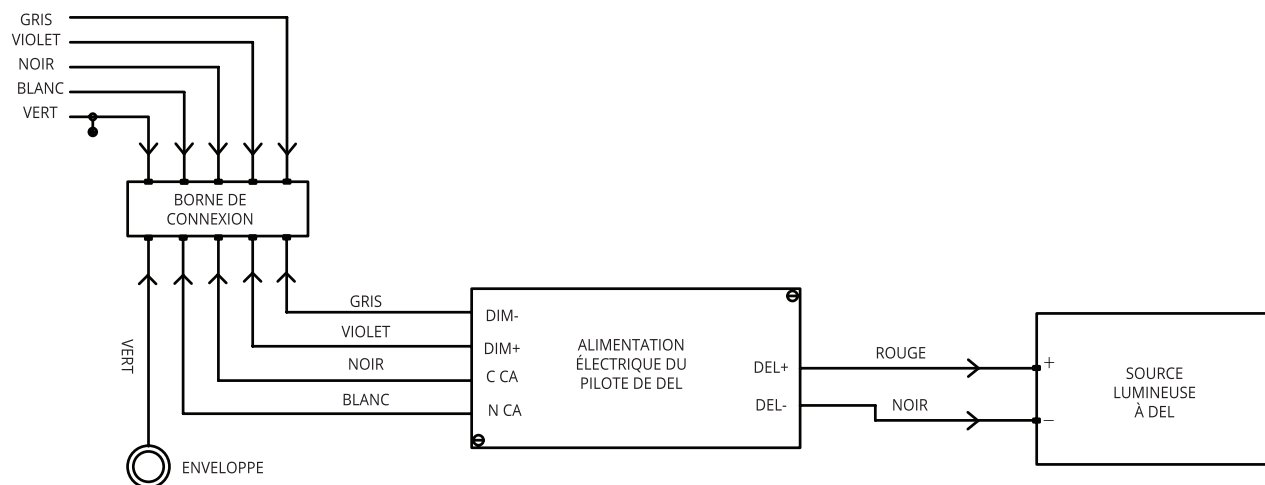 GRIS
VIOLET
NOIR
BLANC
VERT
BORNE DE
CONNEXION
VERT
ENVELOPPE
GRIS
VIOLET
NOIR
BLANC
DIM-
DIM+
C CA
N CA
ALIMENTATION
ÉLECTRIQUE DU
PILOTE DE DEL
DEL+
DEL-
ROUGE
NOIR
+
–
SOURCE
LUMINEUSE
À DEL